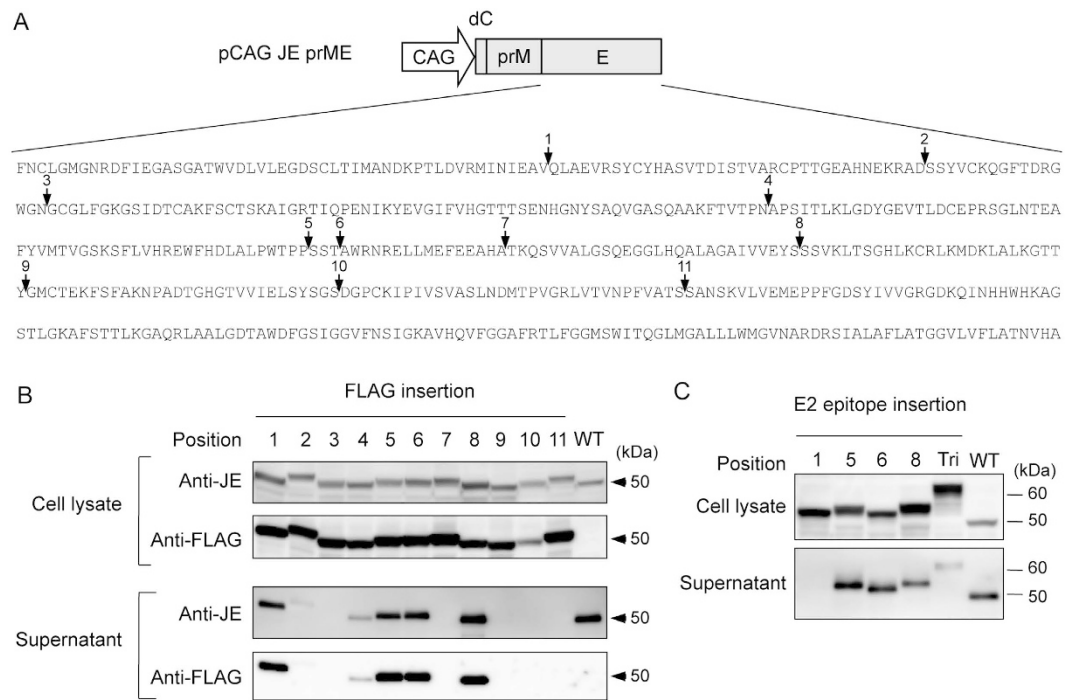 A
dC
pCAG JE prME
CAG
prM
E
1 2
FNCLGMGNRDFIEGASGATWVDLVLEGDSCLTIMANDKPTLDVRMINIEAVQLAEVRSYCYHASVTDISTVARCPTTGEAHNEKRADSSYVCKQGFTDRG
3 4
WGNGCGLFGKGSIDTCAKFSCTSKAIGRTIQPENIKYEVGIFVHGTTTSENHGNYSAQVGASQAAKFTVTPNAPSITLKLGDYGEVTLDCEPRSGLNTEA
5 6 7 8
FYVMTVGSKSFLVHREWFHDLALPWTPPSSTAWRNRELLMEFEEAHATKQSVVALGSQEGGLHQALAGAIVVEYSSSVKLTSGHLKCRLKMDKLALKGTT
9 10 11
YGMCTEKFSFAKNPADTGHGTVVIELSYSGSDGPCKIPIVSVASLNDMTPVGRLVTVNPFVATSSANSKVLVEMEPPFGDSYIVVGRGDKQINHHWHKAG
STLGKAFSTTLKGAQRLAALGDTAWDFGSIGGVFNSIGKAVHQVFGGAFRTLFGGMSWITQGLMGALLLWMGVNARDRSIALAFLATGGVLVFLATNVHA
B
FLAG insertion
Position 1 2 3 4 5 6 7 8 9 10 11 WT (kDa)
Cell lysate
Anti-JE 50
Anti-FLAG 50
Supernatant
Anti-JE 50
Anti-FLAG 50
C
E2 epitope insertion
Position 1 5 6 8 Tri WT (kDa)
Cell lysate
60
50
Supernatant
60
50